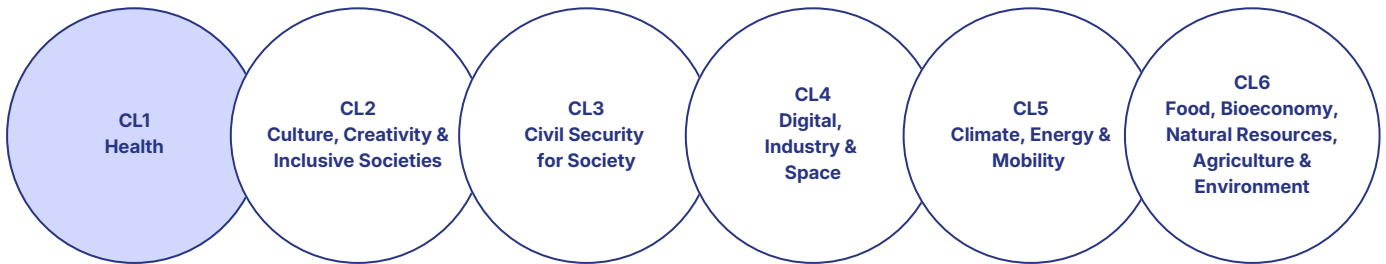 CL1
Health
CL2
Culture, Creativity &
Inclusive Societies
CL3
Civil Security
for Society
CL4
Digital,
Industry &
Space
CL5
Climate, Energy &
Mobility
CL6
Food, Bioeconomy,
Natural Resources,
Agriculture &
Environment